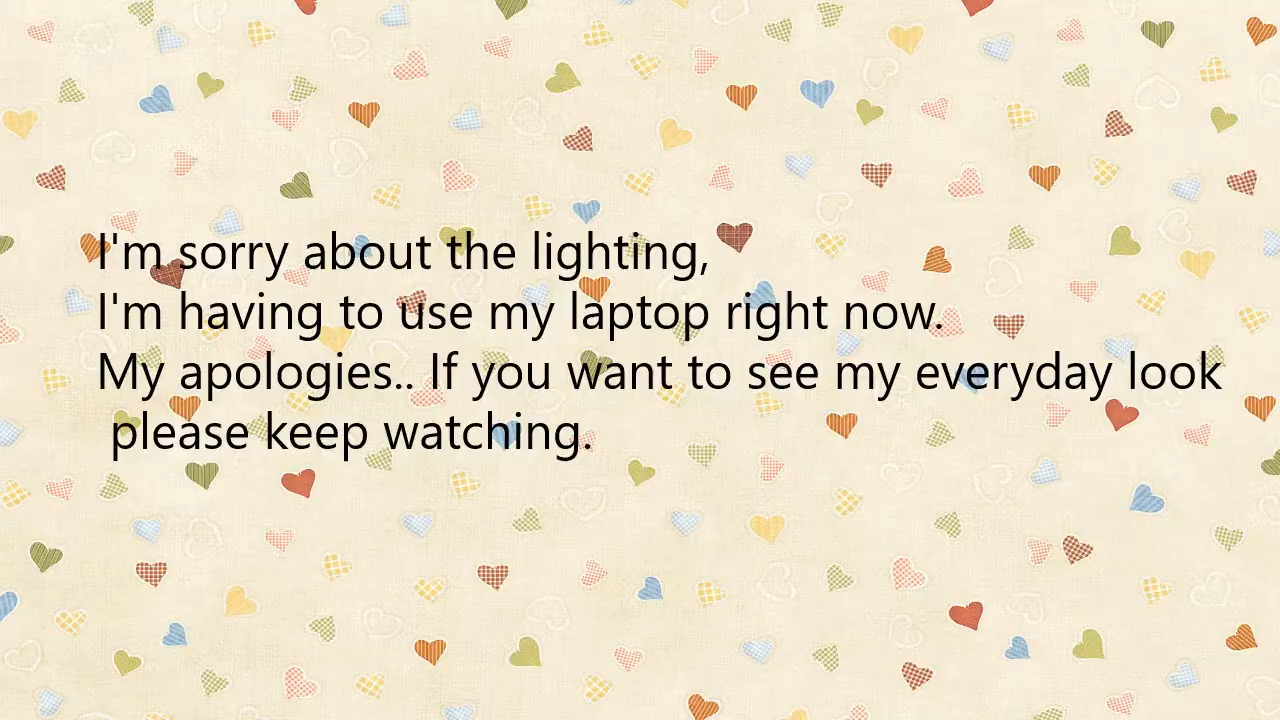 I'm sorry about the lighting,
I'm having to use my laptop right now.
My apologies.. If you want to see my everyday look
please keep watching.